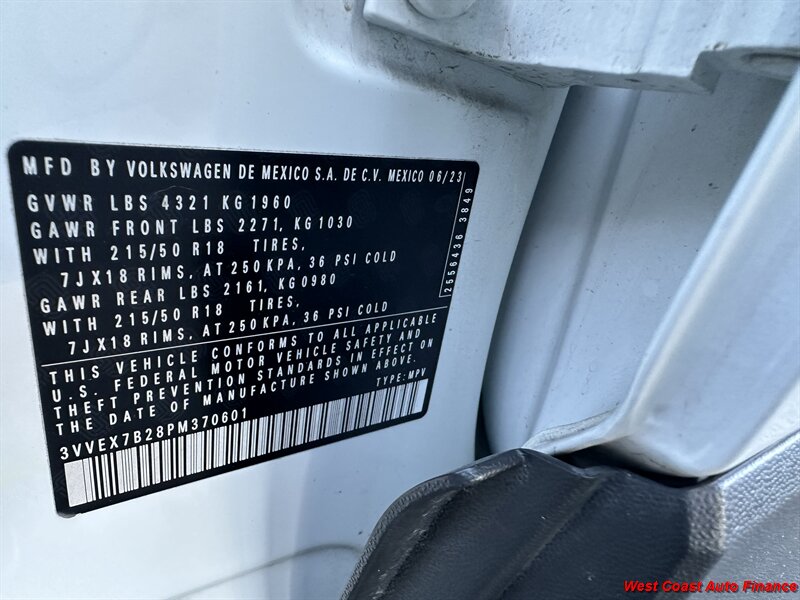 MFD BY VOLKSWAGEN DE MEXICO S.A. DE C.V. MEXICO 06/23
GVWR LBS 4321 KG 1960
GAWR FRONT LBS 2271, KG 1030
WITH 215/50 R18 TIRES,
7JX18 RIMS, AT 250 KPA, 36 PSI COLD
GAWR REAR LBS 2161, KG 0980
WITH 215/50 R18 TIRES,
7JX18 RIMS, AT 250 KPA, 36 PSI COLD
2556436 3849
THIS VEHICLE CONFORMS TO ALL APPLICABLE
U.S. FEDERAL MOTOR VEHICLE SAFETY AND
THEFT PREVENTION STANDARDS IN EFFECT ON
THE DATE OF MANUFACTURE SHOWN ABOVE.
3VVEX7B28PM370601 TYPE: MPV
West Coast Auto Finance